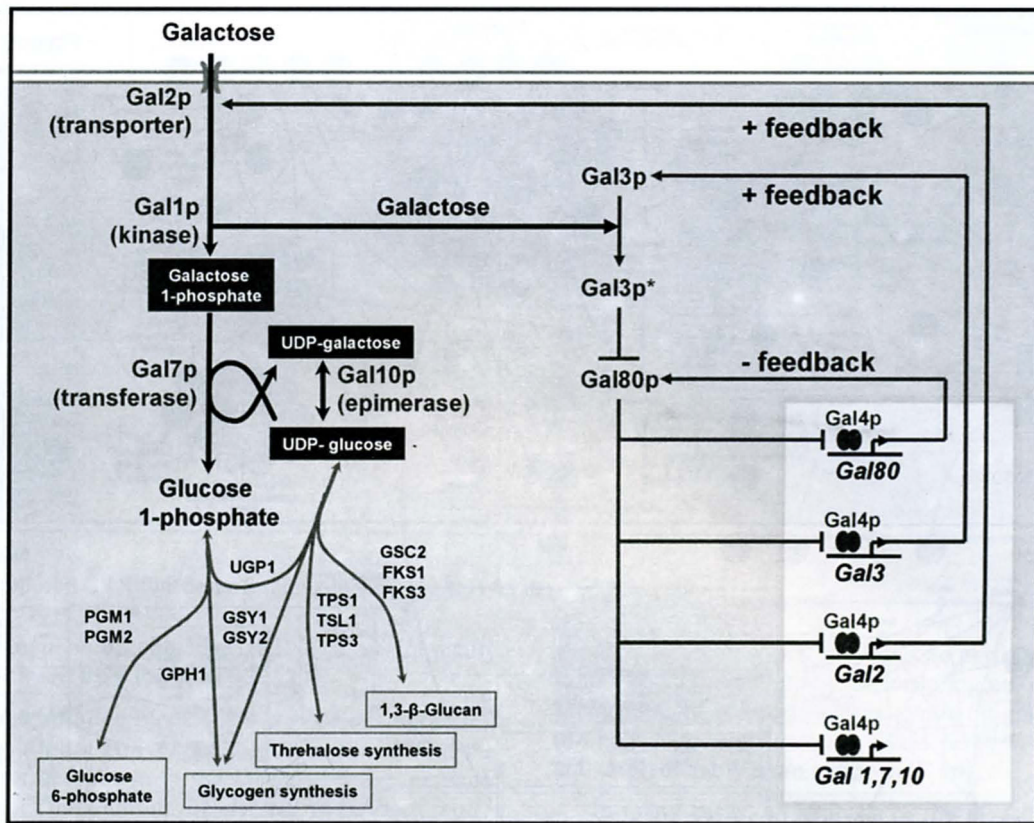 Galactose
Gal2p
(transporter)
+ feedback
Gal3p
+ feedback
Gal1p
(kinase)
Galactose
Galactose
1-phosphate
Gal3p*
UDP-galactose
Gal7p
(transferase)
Gal10p
(epimerase)
- feedback
Gal80p
UDP- glucose
Gal4p
Gal80
Glucose
1-phosphate
Gal4p
Gal3
UGP1
GSC2
FKS1
FKS3
PGM1
PGM2
GSY1
GSY2
TPS1
TSL1
TPS3
Gal4p
Gal2
GPH1
1,3-β-Glucan
Threhalose synthesis
Gal4p
Gal 1,7,10
Glucose
6-phosphate
Glycogen synthesis